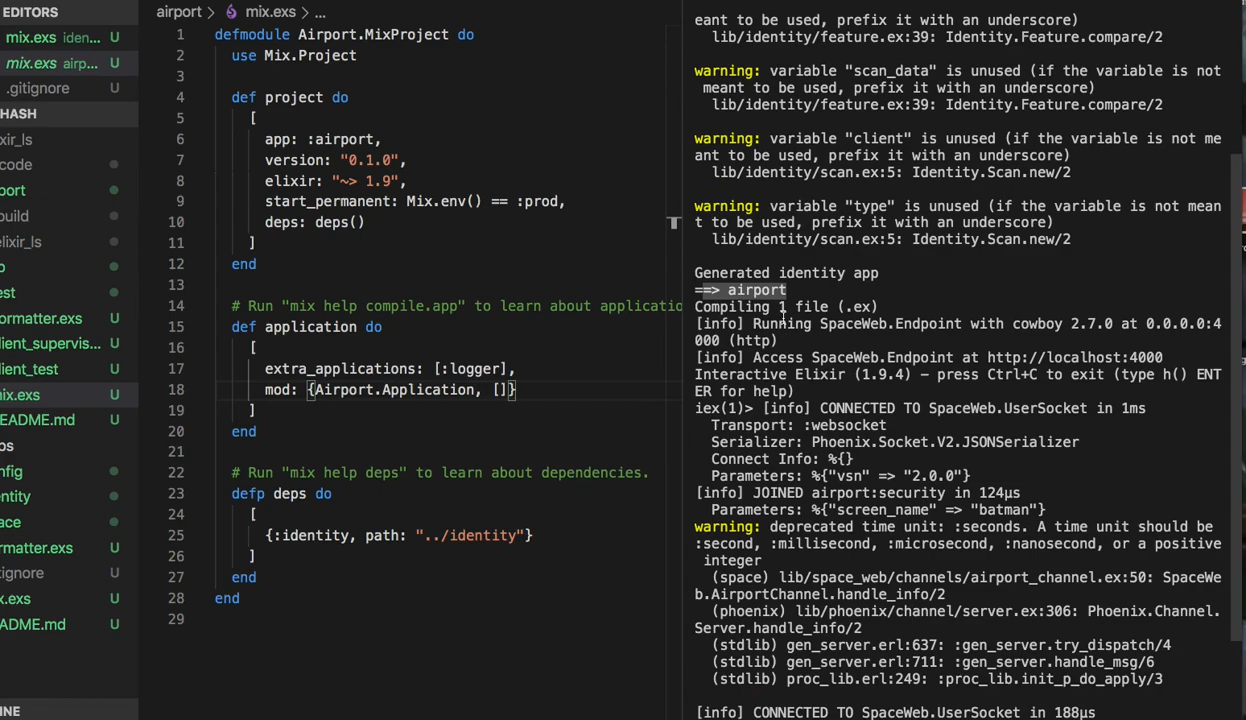 EDITORS
mix.exs iden... U
mix.exs airp... U
.gitignore U
HASH
xir_ls
code
port
build
elixir_ls
b
est
ormatter.exs U
lient_supervis... U
lient_test U
mix.exs U
EADME.md U
ps
nfig
entity
ace
rmatter.exs U
tignore U
x.exs U
ADME.md U
INE
airport > mix.exs > ...
1 defmodule Airport.MixProject do
2 use Mix.Project
3
4 def project do
5 [
6 app: :airport,
7 version: "0.1.0",
8 elixir: "~> 1.9",
9 start_permanent: Mix.env() == :prod,
10 deps: deps()
11 ]
12 end
13
14 # Run "mix help compile.app" to learn about applicatio
15 def application do
16 [
17 extra_applications: [:logger],
18 mod: {Airport.Application, []}
19 ]
20 end
21
22 # Run "mix help deps" to learn about dependencies.
23 defp deps do
24 [
25 {:identity, path: "../identity"}
26 ]
27 end
28 end
29
eant to be used, prefix it with an underscore)
lib/identity/feature.ex:39: Identity.Feature.compare/2
warning: variable "scan_data" is unused (if the variable is not
meant to be used, prefix it with an underscore)
lib/identity/feature.ex:39: Identity.Feature.compare/2
warning: variable "client" is unused (if the variable is not me
ant to be used, prefix it with an underscore)
lib/identity/scan.ex:5: Identity.Scan.new/2
warning: variable "type" is unused (if the variable is not mean
t to be used, prefix it with an underscore)
lib/identity/scan.ex:5: Identity.Scan.new/2
Generated identity app
==> airport
Compiling 1 file (.ex)
[info] Running SpaceWeb.Endpoint with cowboy 2.7.0 at 0.0.0.0:4
000 (http)
[info] Access SpaceWeb.Endpoint at http://localhost:4000
Interactive Elixir (1.9.4) - press Ctrl+C to exit (type h() ENT
ER for help)
iex(1)> [info] CONNECTED TO SpaceWeb.UserSocket in 1ms
Transport: :websocket
Serializer: Phoenix.Socket.V2.JSONSerializer
Connect Info: %{}
Parameters: %{"vsn" => "2.0.0"}
[info] JOINED airport:security in 124µs
Parameters: %{"screen_name" => "batman"}
warning: deprecated time unit: :seconds. A time unit should be
:second, :millisecond, :microsecond, :nanosecond, or a positive
integer
(space) lib/space_web/channels/airport_channel.ex:50: SpaceWe
b.AirportChannel.handle_info/2
(phoenix) lib/phoenix/channel/server.ex:306: Phoenix.Channel.
Server.handle_info/2
(stdlib) gen_server.erl:637: :gen_server.try_dispatch/4
(stdlib) gen_server.erl:711: :gen_server.handle_msg/6
(stdlib) proc_lib.erl:249: :proc_lib.init_p_do_apply/3
[info] CONNECTED TO SpaceWeb.UserSocket in 188µs